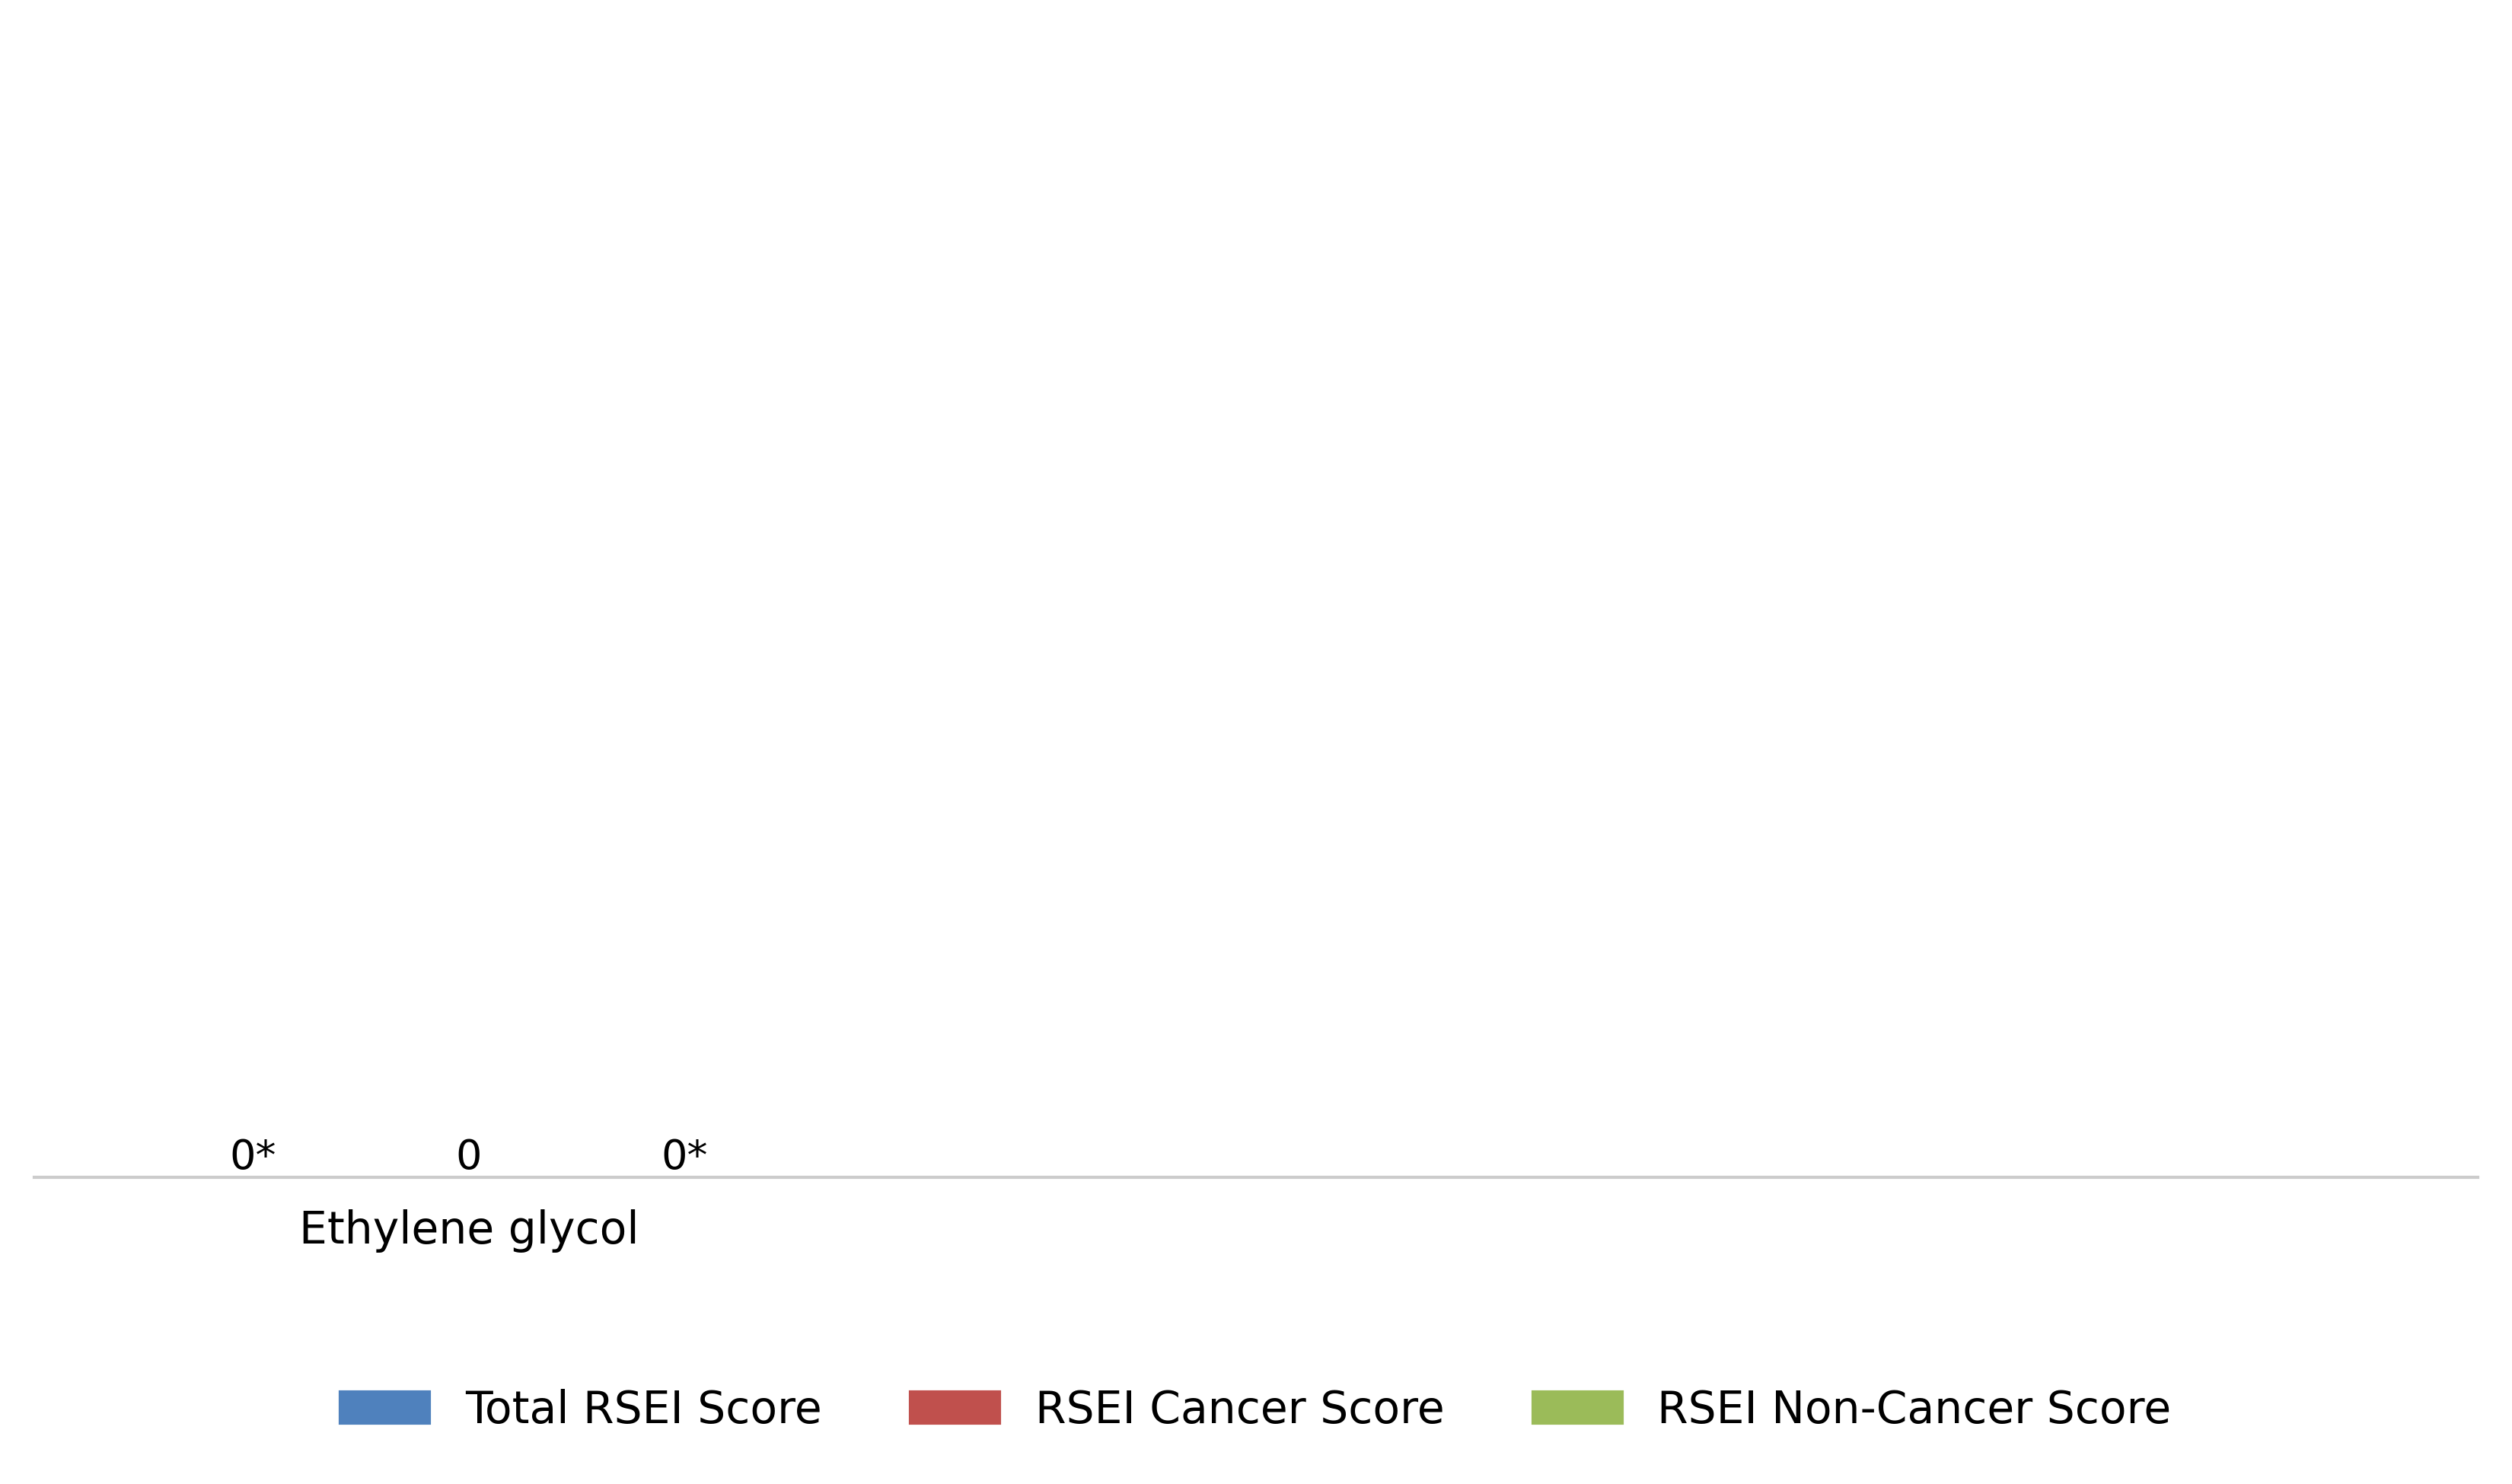 0* 0 0*
Ethylene glycol
Total RSEI Score RSEI Cancer Score RSEI Non-Cancer Score